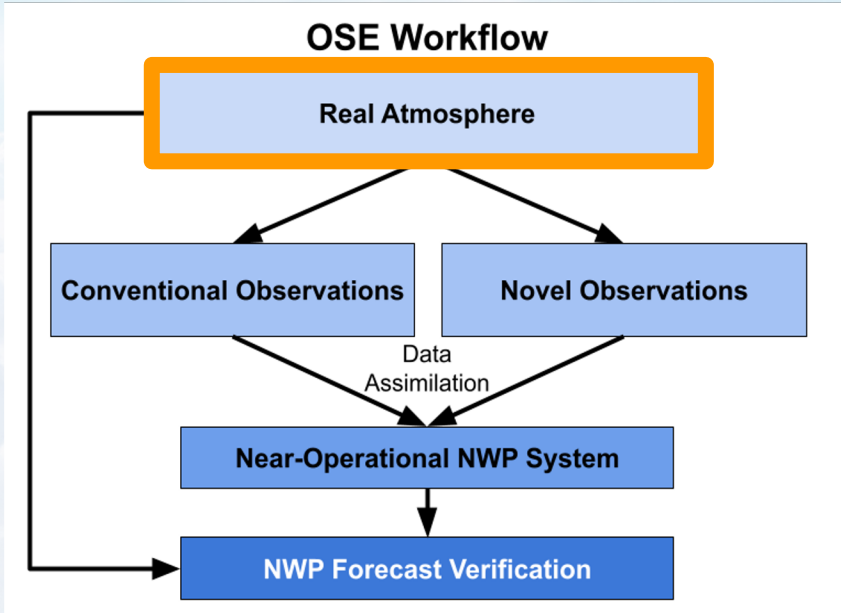 OSE Workflow
Real Atmosphere
Conventional Observations
Novel Observations
Data
Assimilation
Near-Operational NWP System
NWP Forecast Verification